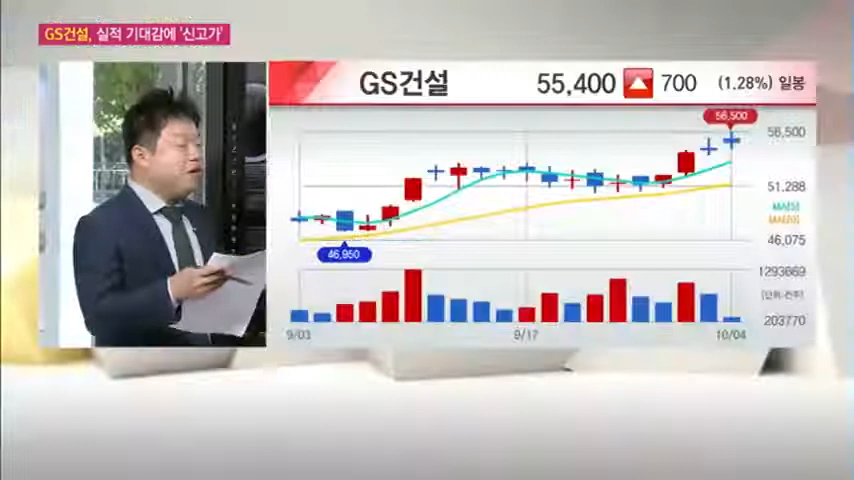 GS건설, 실적 기대감에 '신고가'
GS건설 55,400 700 (1.28%) 일봉
56,500
56,500
51,288
MA(5)
MA(20)
46,950
46,075
1293669
(단위:천주)
203770
9/03 9/17 10/04